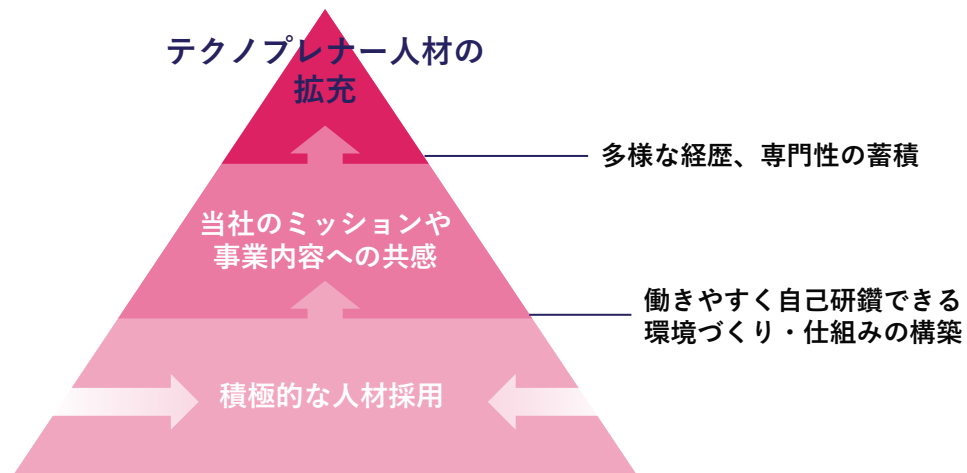 テクノプレナー人材の
拡充
多様な経歴、専門性の蓄積
当社のミッションや
事業内容への共感
働きやすく自己研鑽できる
環境づくり・仕組みの構築
積極的な人材採用